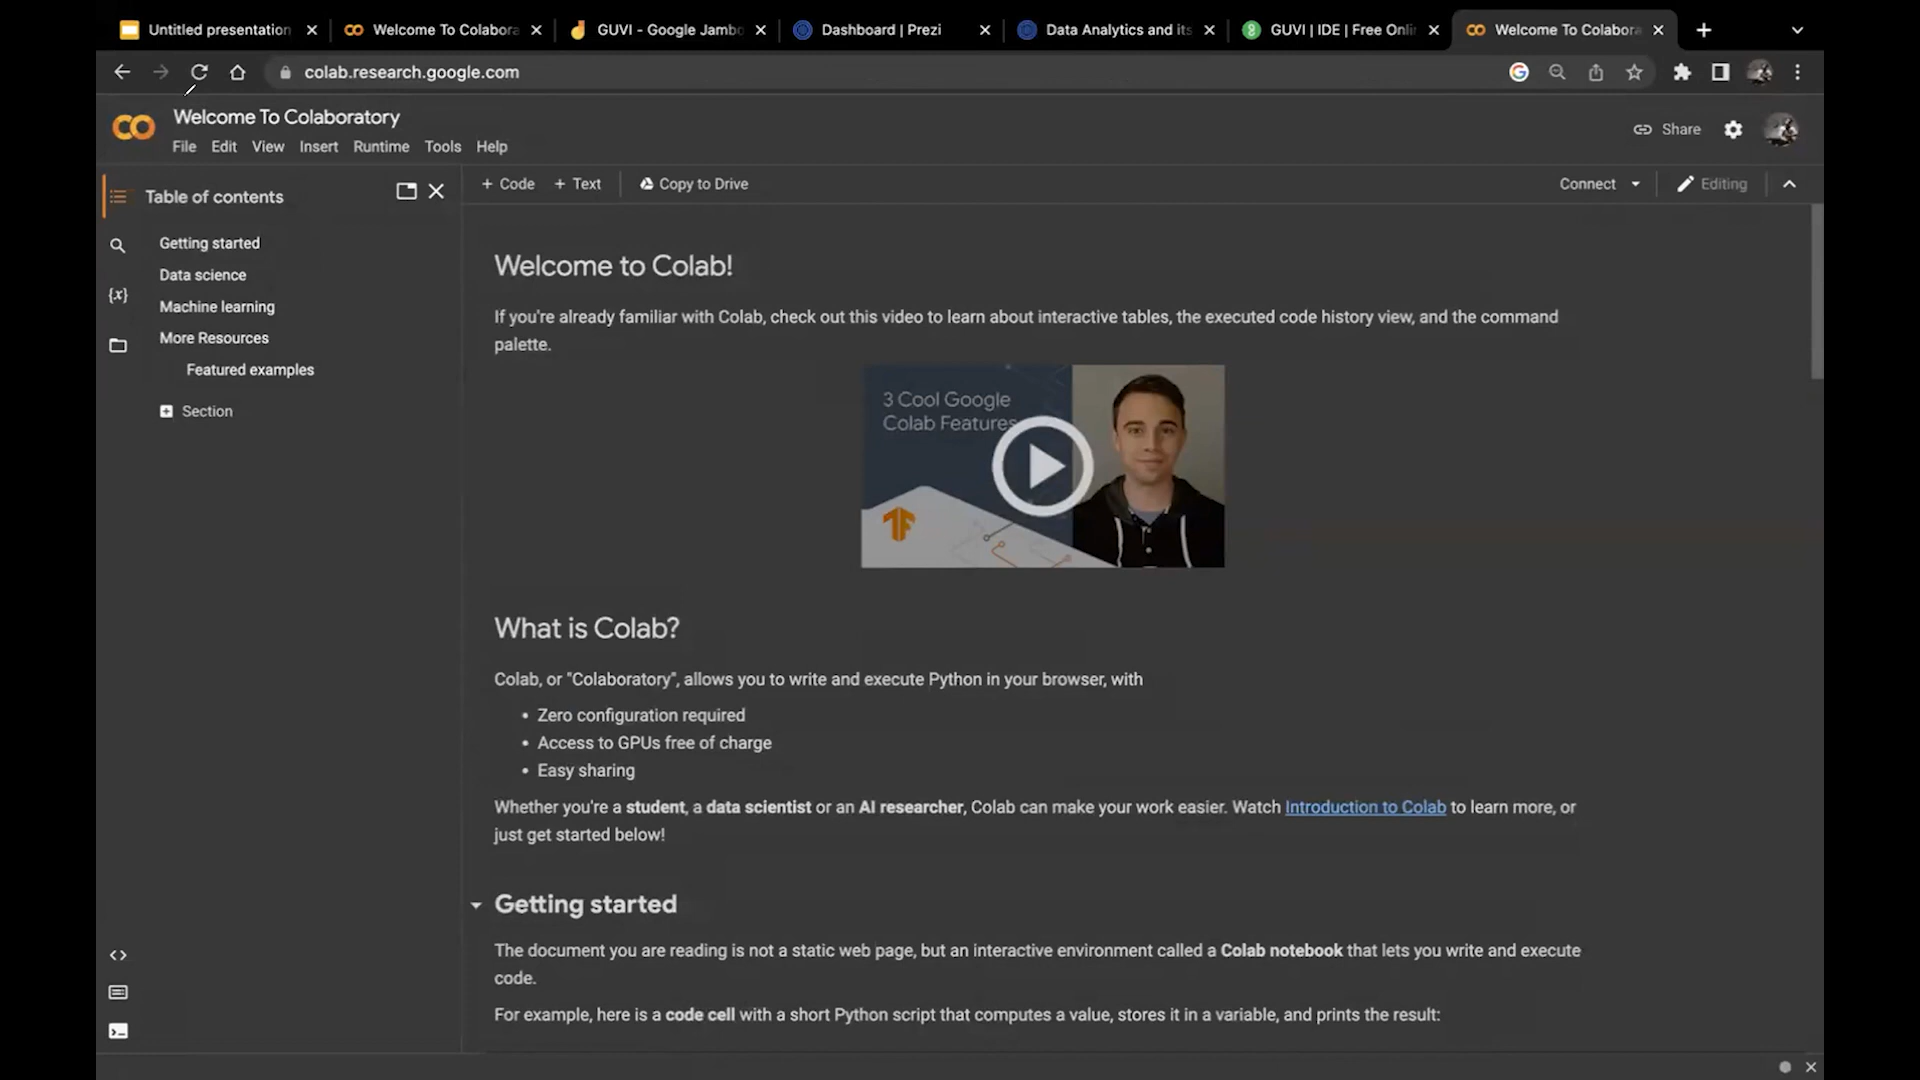 Untitled presentation
Welcome To Colabora
GUVI - Google Jambo
Dashboard | Prezi
Data Analytics and its
GUVI | IDE | Free Onli
Welcome To Colabora
colab.research.google.com
Welcome To Colaboratory
File Edit View Insert Runtime Tools Help
Share
Table of contents
+ Code + Text Copy to Drive
Connect
Editing
Getting started
Data science
{x}
Machine learning
More Resources
Featured examples
Section
Welcome to Colab!
If you're already familiar with Colab, check out this video to learn about interactive tables, the executed code history view, and the command
palette.
3 Cool Google
Colab Features
What is Colab?
Colab, or "Colaboratory", allows you to write and execute Python in your browser, with
• Zero configuration required
• Access to GPUs free of charge
• Easy sharing
Whether you're a student, a data scientist or an AI researcher, Colab can make your work easier. Watch Introduction to Colab to learn more, or
just get started below!
Getting started
The document you are reading is not a static web page, but an interactive environment called a Colab notebook that lets you write and execute
code.
For example, here is a code cell with a short Python script that computes a value, stores it in a variable, and prints the result: